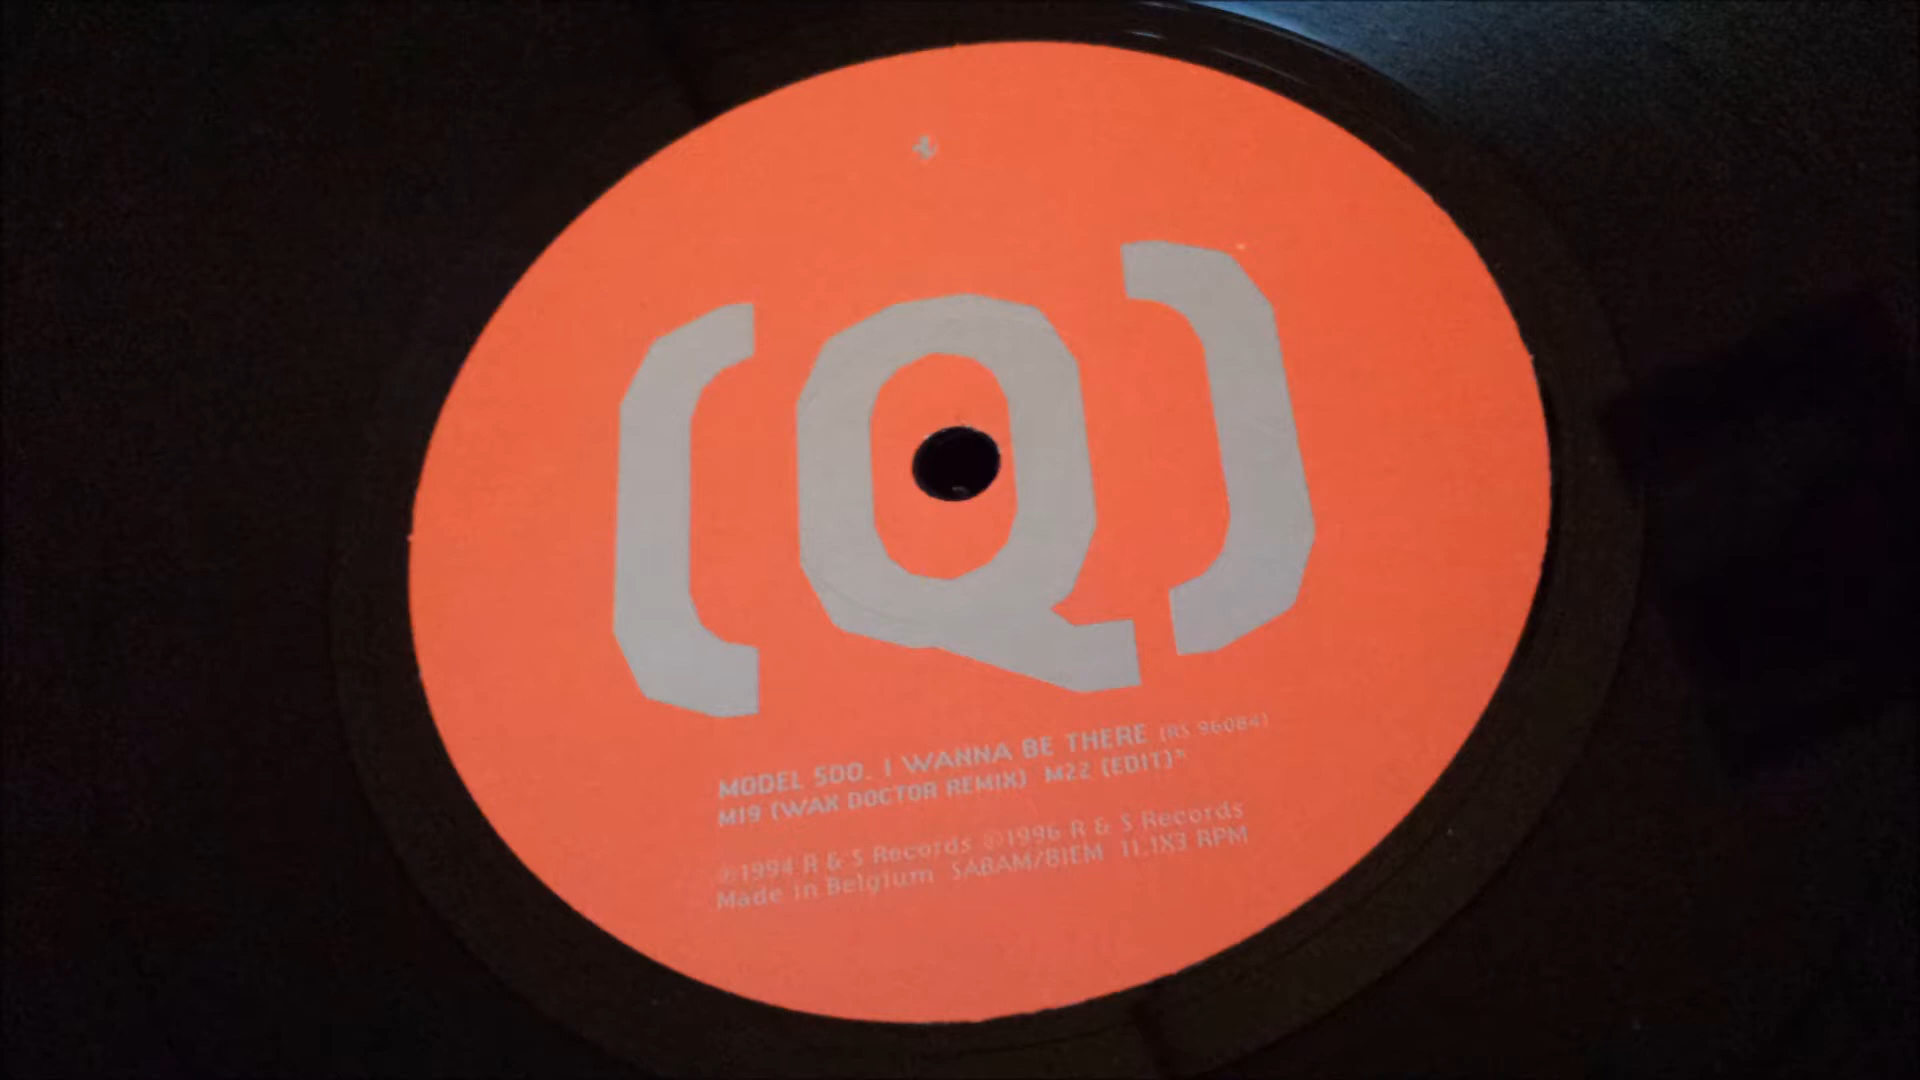 (Q)
MODEL 500. I WANNA BE THERE (RS 96084)
M19 (WAX DOCTOR REMIX) M22 (EDIT)*
℗1994 R & S Records ©1996 R & S Records
Made in Belgium SABAM/BIEM 11.1X3 RPM